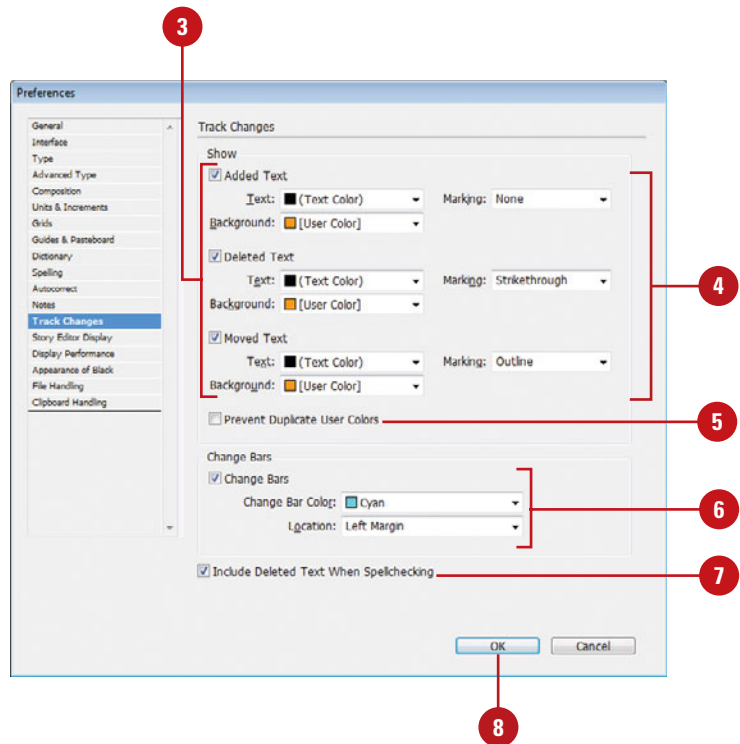 3
Preferences
General
Interface
Type
Advanced Type
Composition
Units & Increments
Grids
Guides & Pasteboard
Dictionary
Spelling
Autocorrect
Notes
Track Changes
Story Editor Display
Display Performance
Appearance of Black
File Handling
Clipboard Handling
Track Changes
Show
Added Text
Text: (Text Color) Marking: None
Background: [User Color]
Deleted Text
Text: (Text Color) Marking: Strikethrough
Background: [User Color]
4
Moved Text
Text: (Text Color) Marking: Outline
Background: [User Color]
Prevent Duplicate User Colors
5
Change Bars
Change Bars
Change Bar Color: Cyan
Location: Left Margin
6
Include Deleted Text When Spellchecking
7
OK Cancel
8